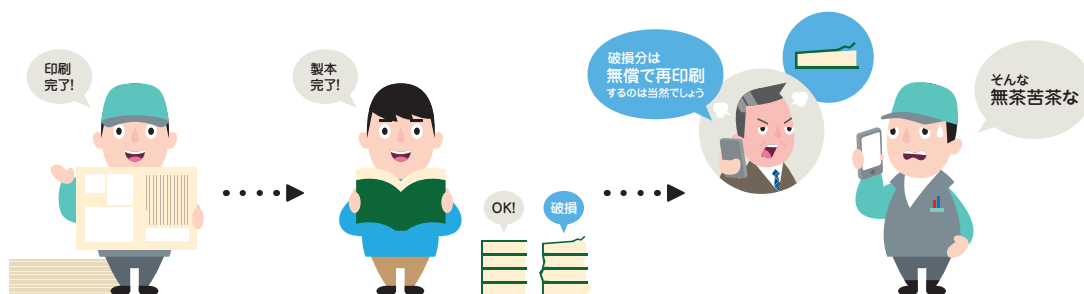 印刷
完了!
製本
完了!
OK!
破損
破損分は
無償で再印刷
するのは当然でしょう
そんな
無茶苦茶な